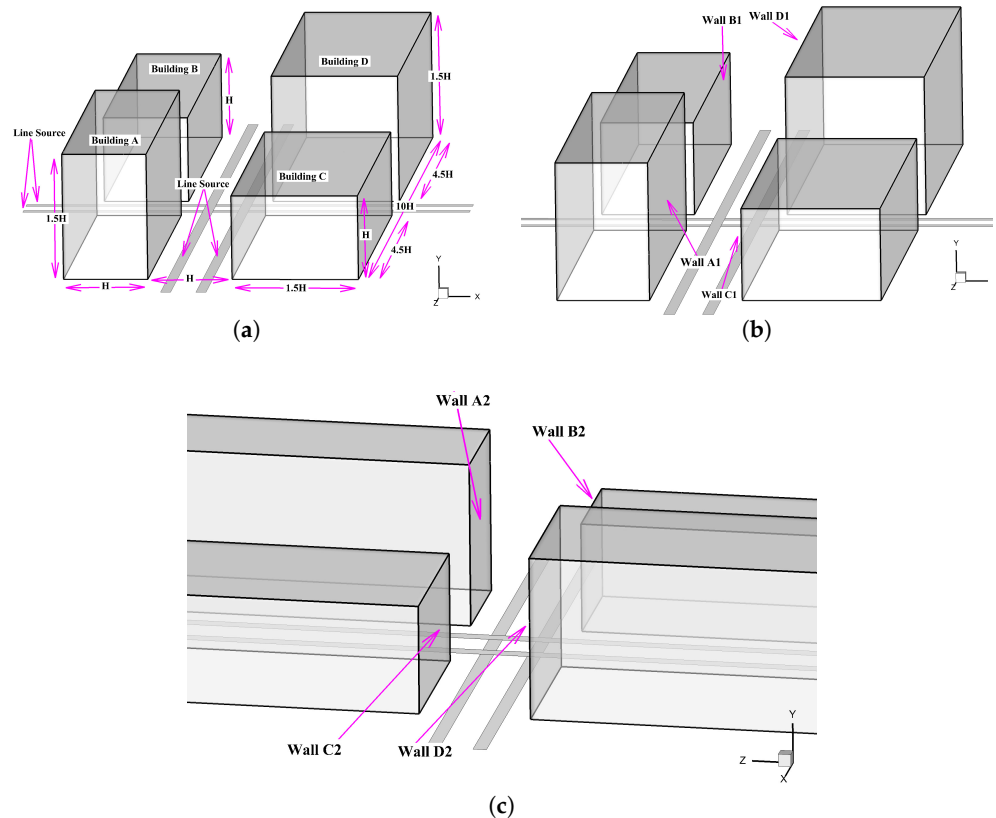 Building B
Building D
H
1.5H
Line Source
Building A
Line Source
Building C
4.5H
10H
1.5H
H
4.5H
H
H
1.5H
Y
X
Z
(a)
Wall B1
Wall D1
Wall A1
Wall C1
Y
X
Z
(b)
Wall A2
Wall B2
Wall C2
Wall D2
Y
Z
X
(c)